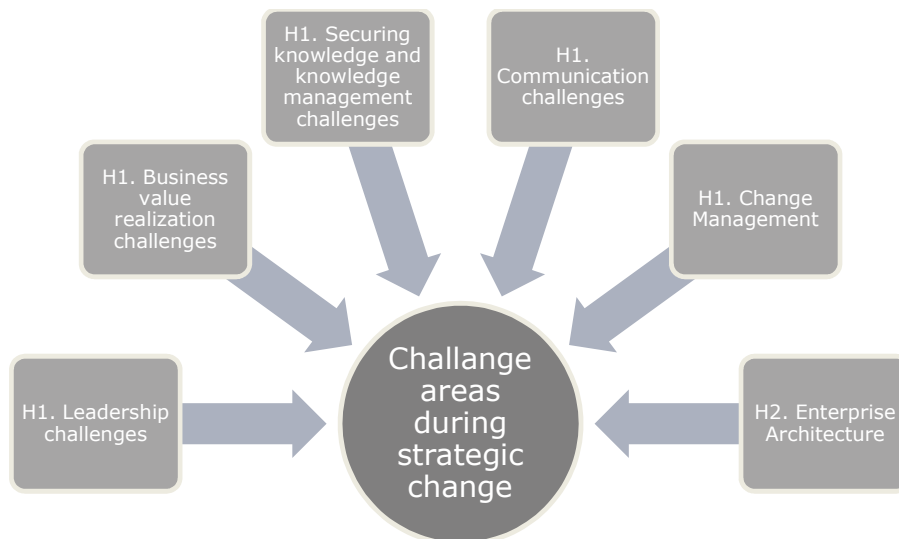 H1. Securing
knowledge and
knowledge
management
challenges
H1.
Communication
challenges
H1. Business
value
realization
challenges
H1. Change
Management
H1. Leadership
challenges
Challange
areas
during
strategic
change
H2. Enterprise
Architecture